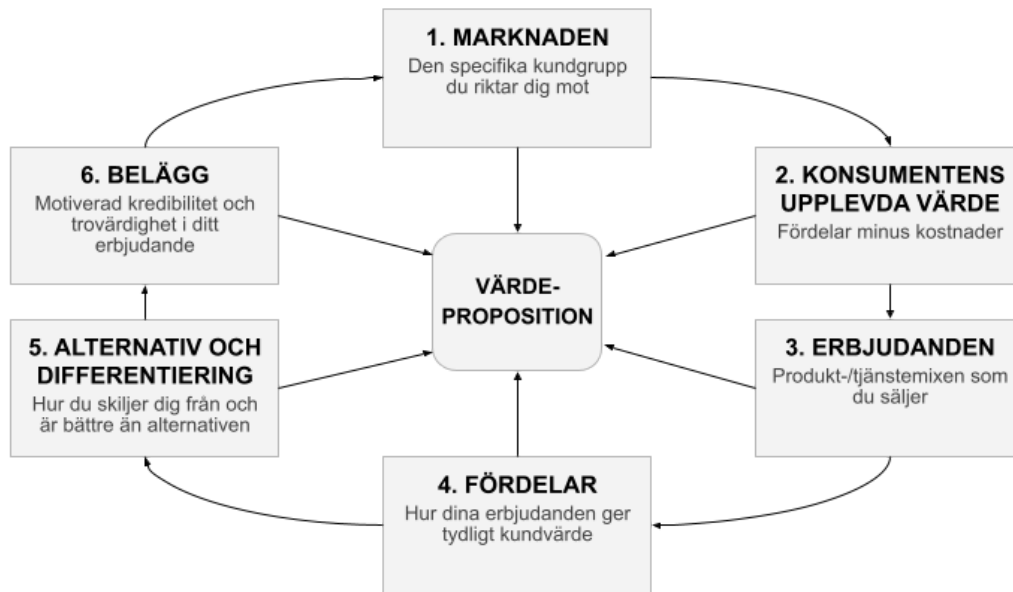 1. MARKNADEN
Den specifika kundgrupp
du riktar dig mot
2. KONSUMENTENS
UPPLEVDA VÄRDE
Fördelar minus kostnader
3. ERBJUDANDEN
Produkt-/tjänstemixen som
du säljer
4. FÖRDELAR
Hur dina erbjudanden ger
tydligt kundvärde
5. ALTERNATIV OCH
DIFFERENTIERING
Hur du skiljer dig från och
är bättre än alternativen
6. BELÄGG
Motiverad kredibilitet och
trovärdighet i ditt
erbjudande
VÄRDE-
PROPOSITION